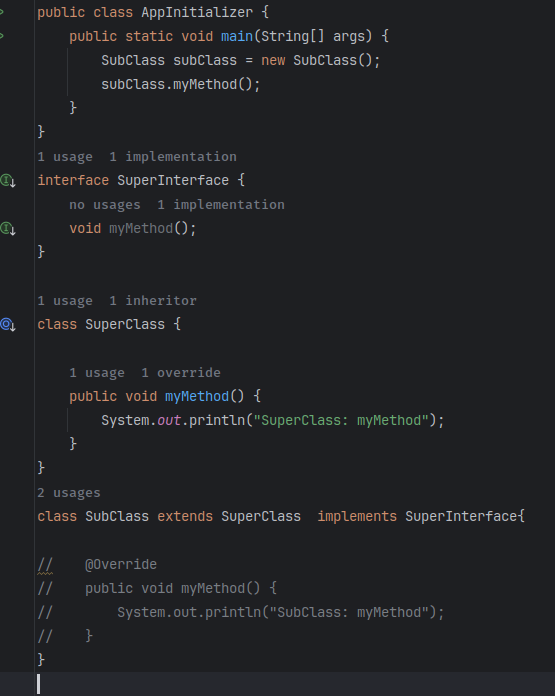 public class AppInitializer {
    public static void main(String[] args) {
        SubClass subClass = new SubClass();
        subClass.myMethod();
    }
}
1 usage  1 implementation
interface SuperInterface {
    no usages  1 implementation
    void myMethod();
}
1 usage  1 inheritor
class SuperClass {
    1 usage  1 override
    public void myMethod() {
        System.out.println("SuperClass: myMethod");
    }
}
2 usages
class SubClass extends SuperClass  implements SuperInterface{
//    @Override
//    public void myMethod() {
//        System.out.println("SubClass: myMethod");
//    }
}